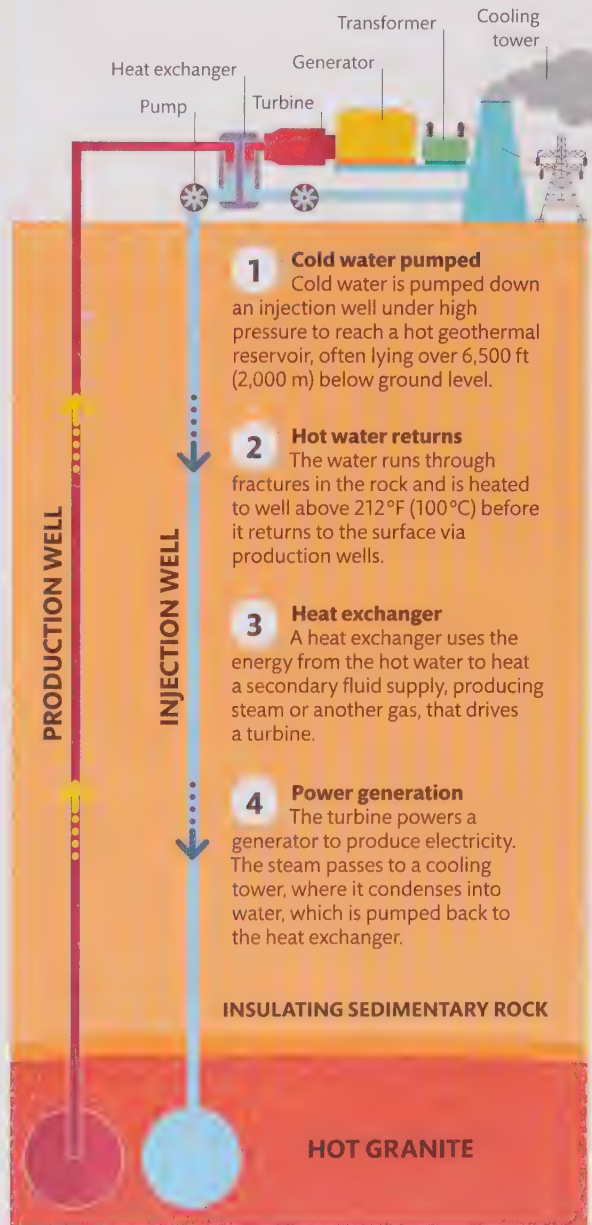 Cooling
tower
Transformer
Generator
Heat exchanger
Turbine
Pump
1 Cold water pumped
Cold water is pumped down
an injection well under high
pressure to reach a hot geothermal
reservoir, often lying over 6,500 ft
(2,000 m) below ground level.
2 Hot water returns
The water runs through
fractures in the rock and is heated
to well above 212°F (100°C) before
it returns to the surface via
production wells.
3 Heat exchanger
A heat exchanger uses the
energy from the hot water to heat
a secondary fluid supply, producing
steam or another gas, that drives
a turbine.
4 Power generation
The turbine powers a
generator to produce electricity.
The steam passes to a cooling
tower, where it condenses into
water, which is pumped back to
the heat exchanger.
PRODUCTION WELL
INJECTION WELL
INSULATING SEDIMENTARY ROCK
HOT GRANITE